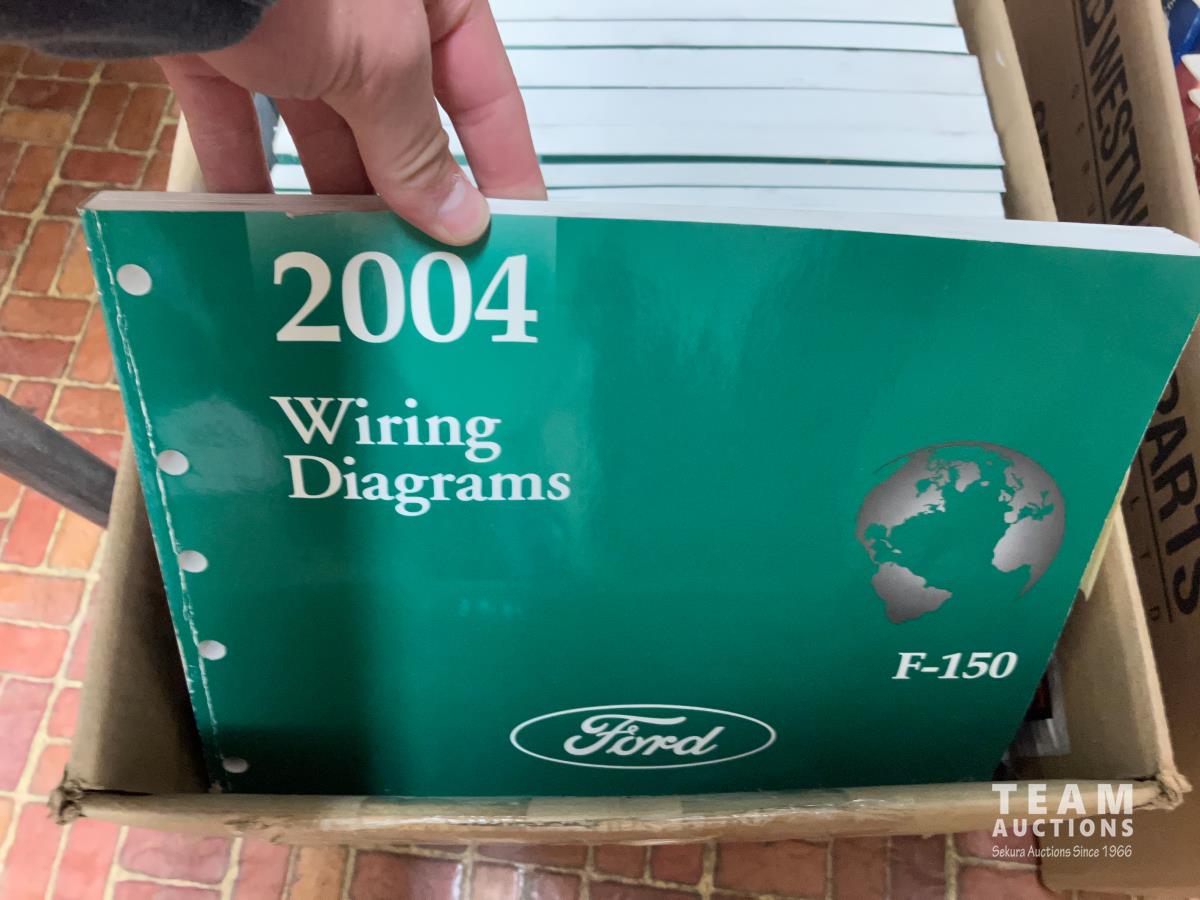 2004
Wiring
Diagrams
F-150
Ford
WESTW
PARTS
TEAM
AUCTIONS
Sekura Auctions Since 1966